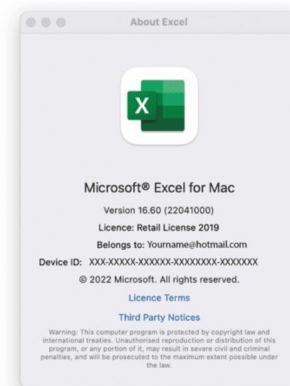 About Excel
X
Microsoft® Excel for Mac
Version 16.60 (22041000)
Licence: Retail License 2019
Belongs to: Yourname@hotmail.com
Device ID: XXX-XXXXX-XXXXXX-XXXXXXXX-XXXXXXX
© 2022 Microsoft. All rights reserved.
Licence Terms
Third Party Notices
Warning: This computer program is protected by copyright law and
international treaties. Unauthorised reproduction or distribution of this
program, or any portion of it, may result in severe civil and criminal
penalties, and will be prosecuted to the maximum extent possible under
the law.